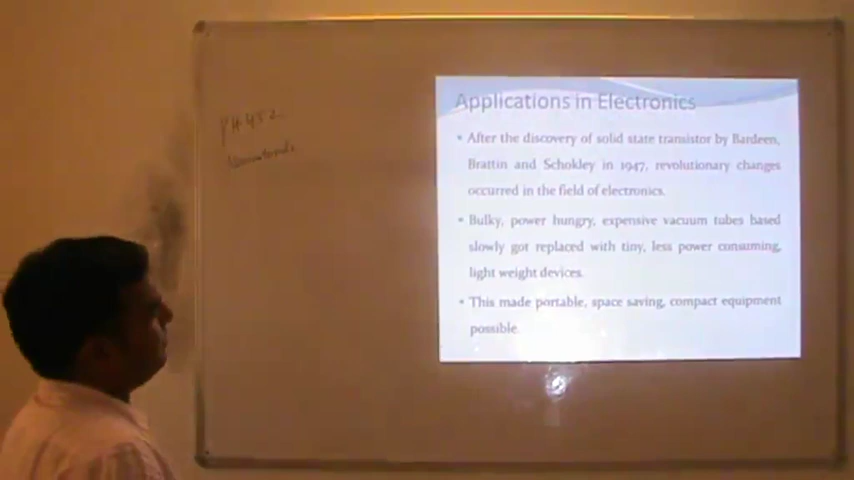 PH 452
Applications in Electronics
After the discovery of solid state transistor by Bardeen,
Brattin and Schokley in 1947, revolutionary changes
occurred in the field of electronics.
Bulky, power hungry, expensive vacuum tubes based
slowly got replaced with tiny, less power consuming,
light weight devices.
This made portable, space saving, compact equipment
possible.